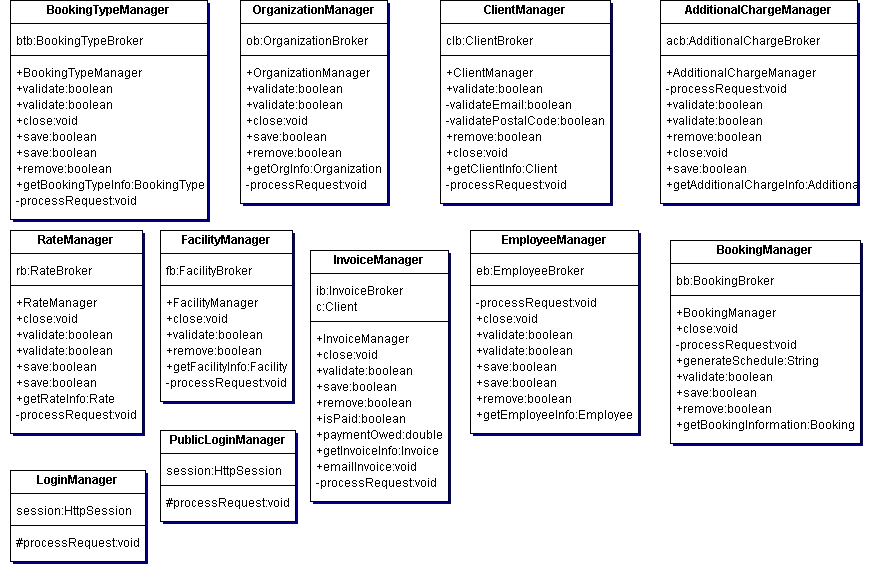 BookingTypeManager
btb:BookingTypeBroker
+BookingTypeManager
+validate:boolean
+validate:boolean
+close:void
+save:boolean
+save:boolean
+remove:boolean
+getBookingTypeInfo:BookingType
-processRequest:void
OrganizationManager
ob:OrganizationBroker
+OrganizationManager
+validate:boolean
+validate:boolean
+close:void
+save:boolean
+remove:boolean
+getOrgInfo:Organization
-processRequest:void
ClientManager
clb:ClientBroker
+ClientManager
+validate:boolean
-validateEmail:boolean
-validatePostalCode:boolean
+remove:boolean
+close:void
+getClientInfo:Client
-processRequest:void
AdditionalChargeManager
acb:AdditionalChargeBroker
+AdditionalChargeManager
-processRequest:void
+validate:boolean
+validate:boolean
+remove:boolean
+close:void
+save:boolean
+getAdditionalChargeInfo:Additiona
RateManager
rb:RateBroker
+RateManager
+close:void
+validate:boolean
+validate:boolean
+save:boolean
+save:boolean
+getRateInfo:Rate
-processRequest:void
FacilityManager
fb:FacilityBroker
+FacilityManager
+close:void
+validate:boolean
+remove:boolean
+getFacilityInfo:Facility
-processRequest:void
InvoiceManager
ib:InvoiceBroker
c:Client
+InvoiceManager
+close:void
+validate:boolean
+save:boolean
+remove:boolean
+isPaid:boolean
+paymentOwed:double
+getInvoiceInfo:Invoice
+emailInvoice:void
-processRequest:void
EmployeeManager
eb:EmployeeBroker
-processRequest:void
+close:void
+validate:boolean
+validate:boolean
+save:boolean
+save:boolean
+remove:boolean
+getEmployeeInfo:Employee
BookingManager
bb:BookingBroker
+BookingManager
+close:void
-processRequest:void
+generateSchedule:String
+validate:boolean
+save:boolean
+remove:boolean
+getBookingInformation:Booking
PublicLoginManager
session:HttpSession
#processRequest:void
LoginManager
session:HttpSession
#processRequest:void